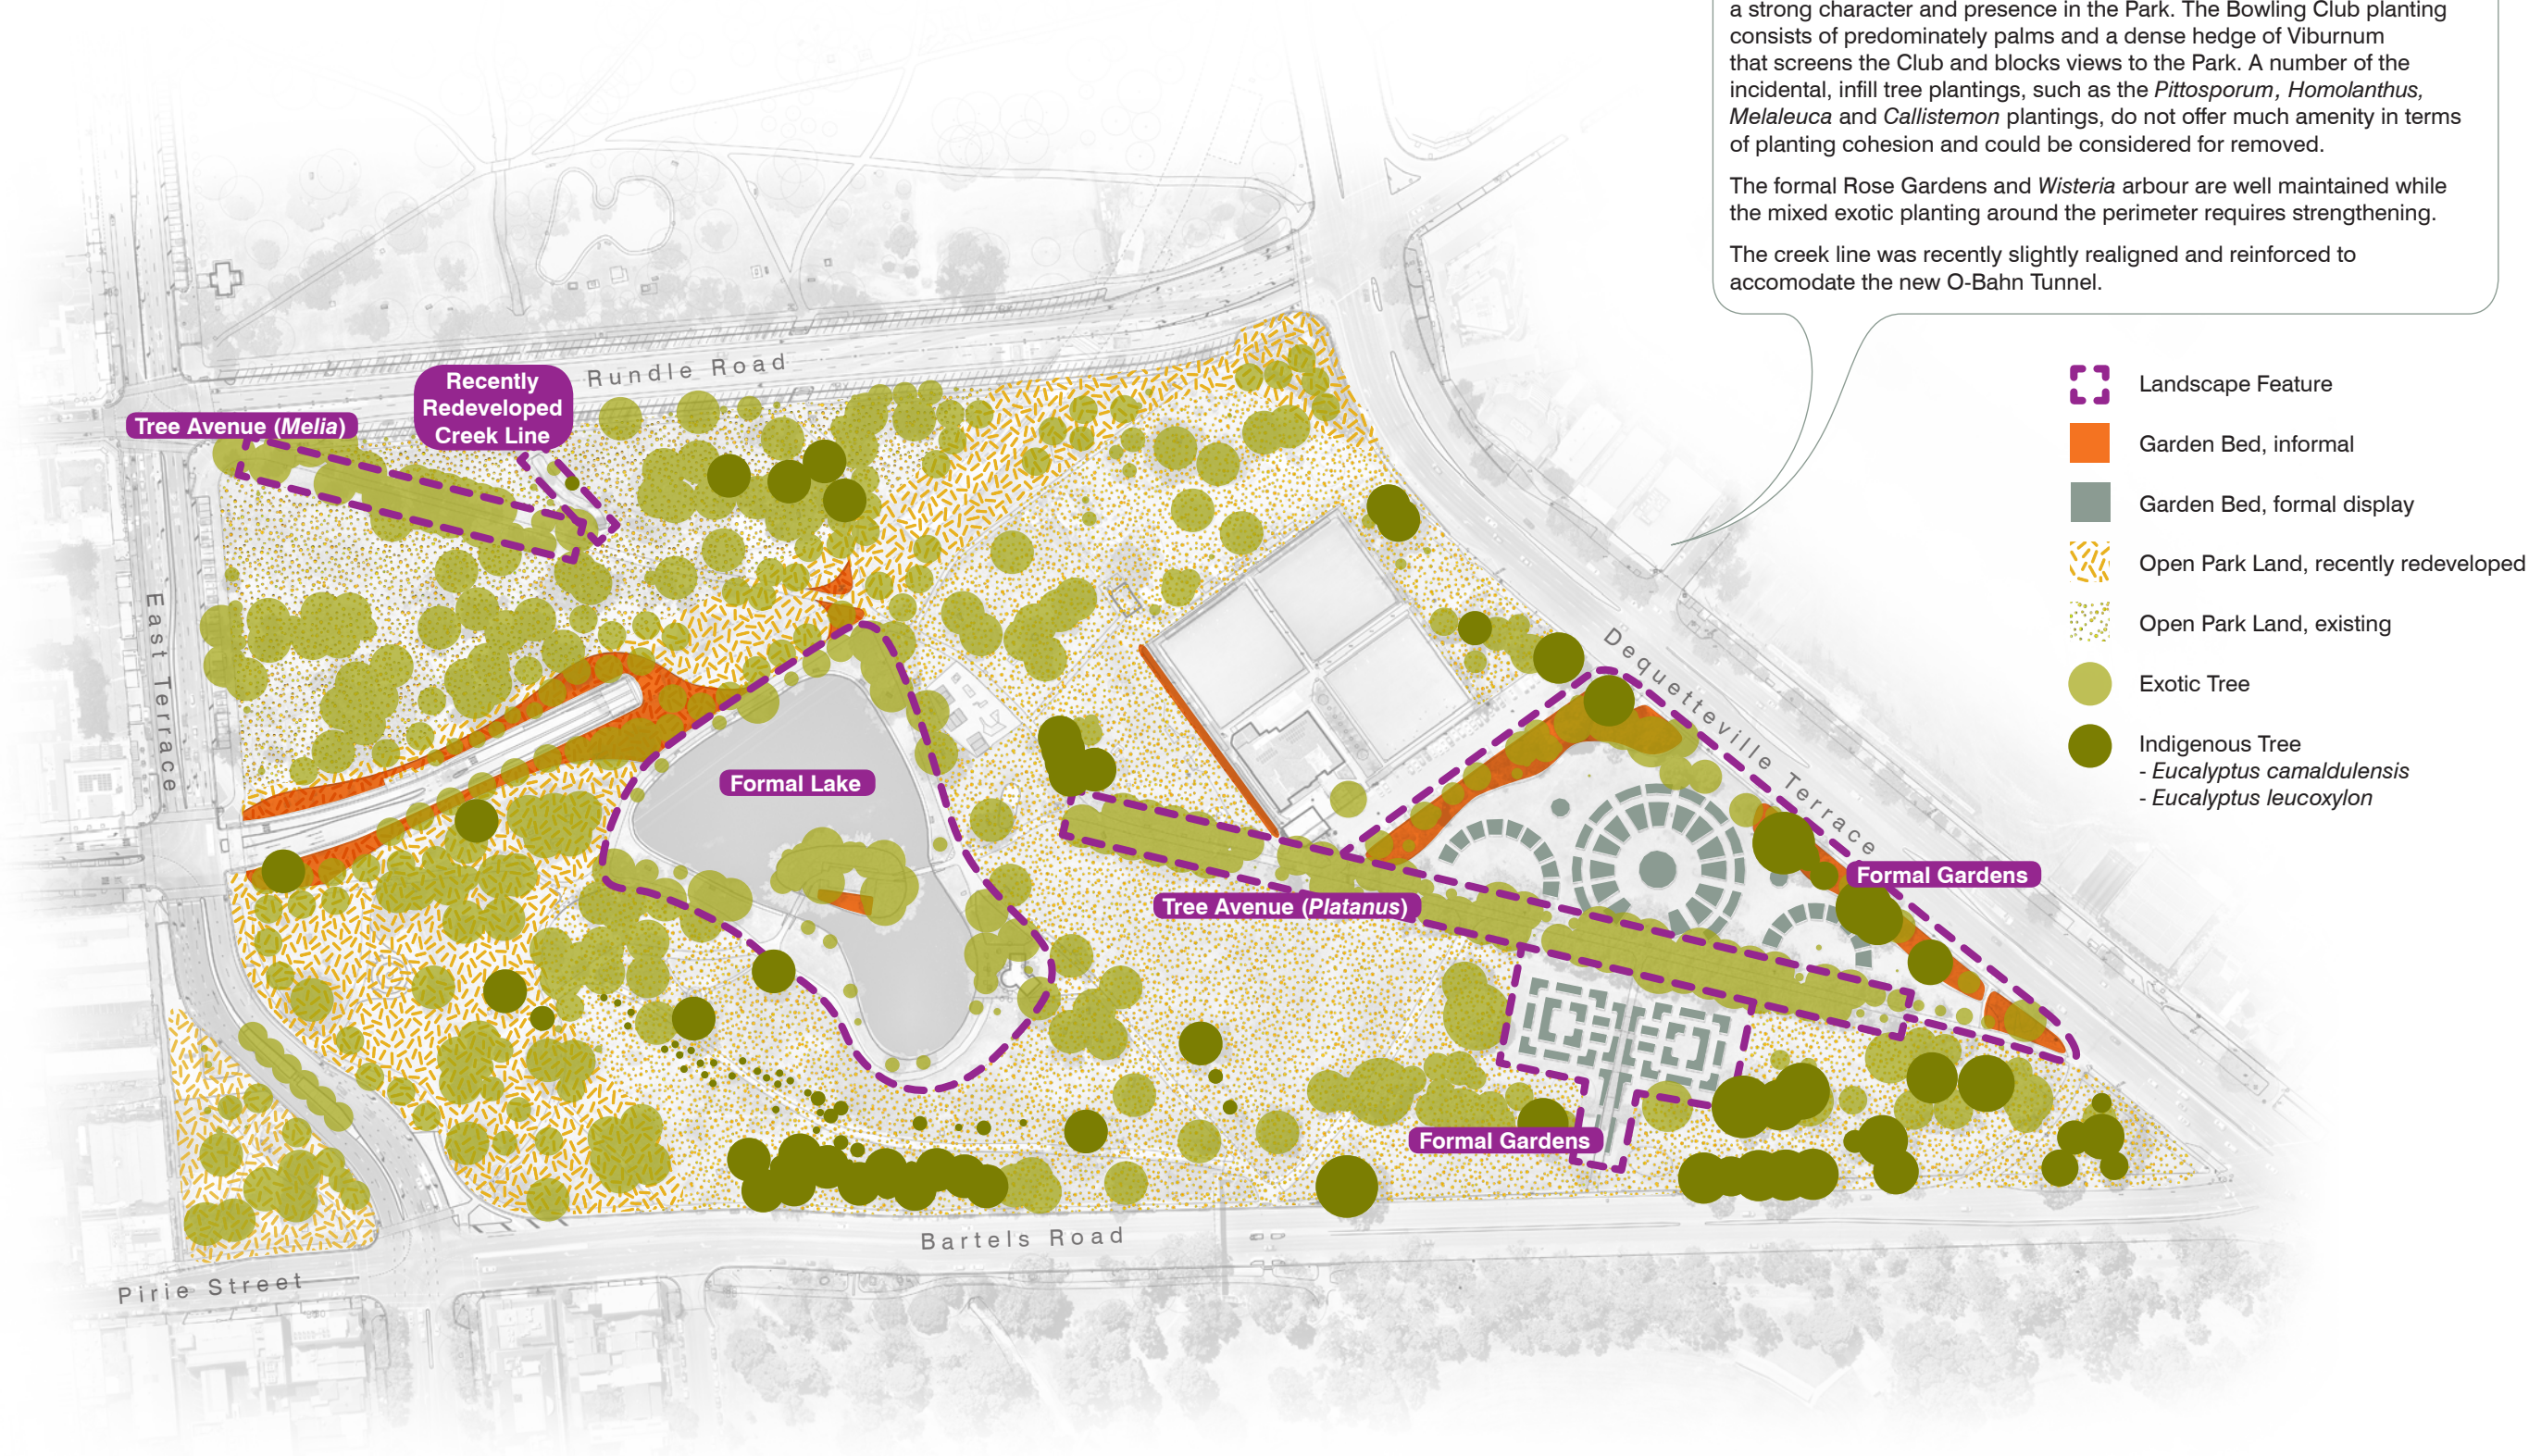 a strong character and presence in the Park. The Bowling Club planting
consists of predominately palms and a dense hedge of Viburnum
that screens the Club and blocks views to the Park. A number of the
incidental, infill tree plantings, such as the Pittosporum, Homolanthus,
Melaleuca and Callistemon plantings, do not offer much amenity in terms
of planting cohesion and could be considered for removed.
The formal Rose Gardens and Wisteria arbour are well maintained while
the mixed exotic planting around the perimeter requires strengthening.
The creek line was recently slightly realigned and reinforced to
accomodate the new O-Bahn Tunnel.
Rundle Road
Recently
Redeveloped
Creek Line
Tree Avenue (Melia)
East Terrace
Formal Lake
Dequetteville Terrace
Formal Gardens
Tree Avenue (Platanus)
Formal Gardens
Bartels Road
Pirie Street
Landscape Feature
Garden Bed, informal
Garden Bed, formal display
Open Park Land, recently redeveloped
Open Park Land, existing
Exotic Tree
Indigenous Tree
- Eucalyptus camaldulensis
- Eucalyptus leucoxylon